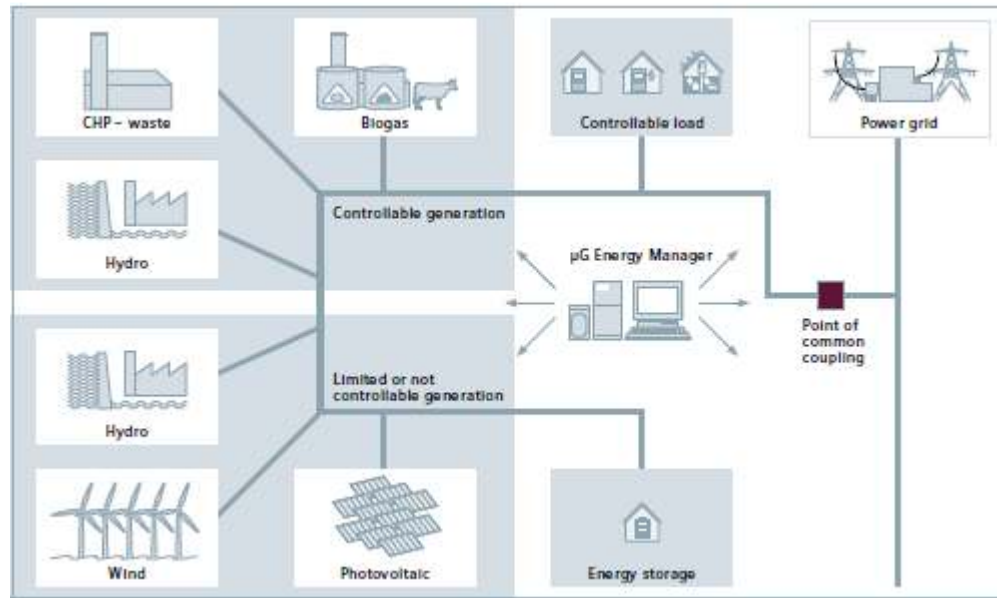 CHP – waste
Biogas
Controllable load
Power grid
Controllable generation
Hydro
µG Energy Manager
Point of
common
coupling
Limited or not
controllable generation
Hydro
Wind
Photovoltaic
Energy storage